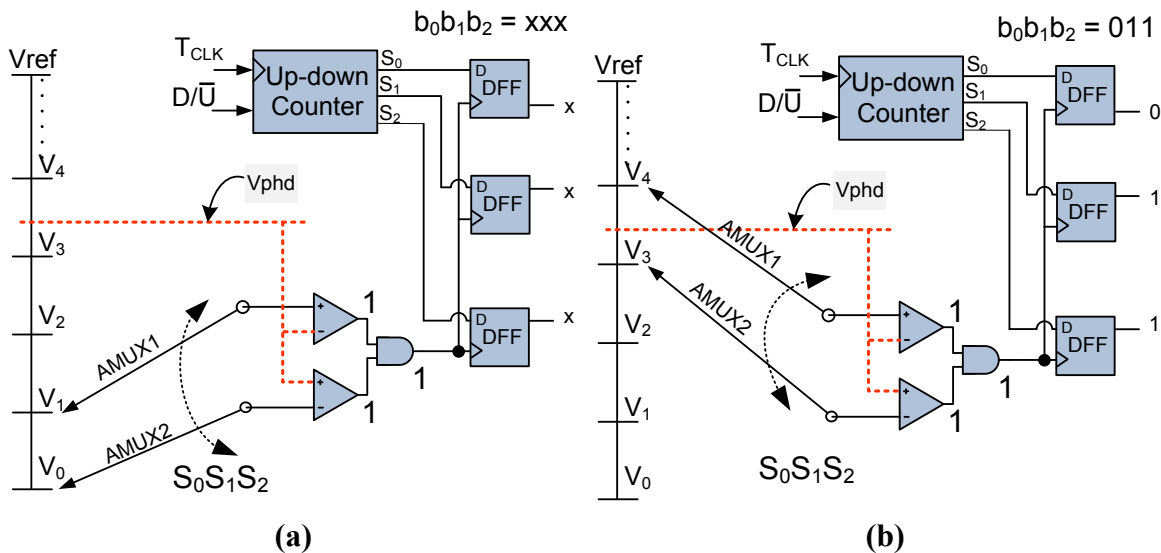 b0b1b2 = xxx
TCLK
D/U̅
Up-down
Counter
S0
S1
S2
D
DFF
x
D
DFF
x
D
DFF
x
Vref
V4
V3
V2
V1
V0
Vphd
AMUX1
AMUX2
+
-
+
-
1
1
1
S0S1S2
(a)
b0b1b2 = 011
TCLK
D/U̅
Up-down
Counter
S0
S1
S2
D
DFF
0
D
DFF
1
D
DFF
1
Vref
V4
V3
V2
V1
V0
Vphd
AMUX1
AMUX2
+
-
+
-
1
1
1
S0S1S2
(b)